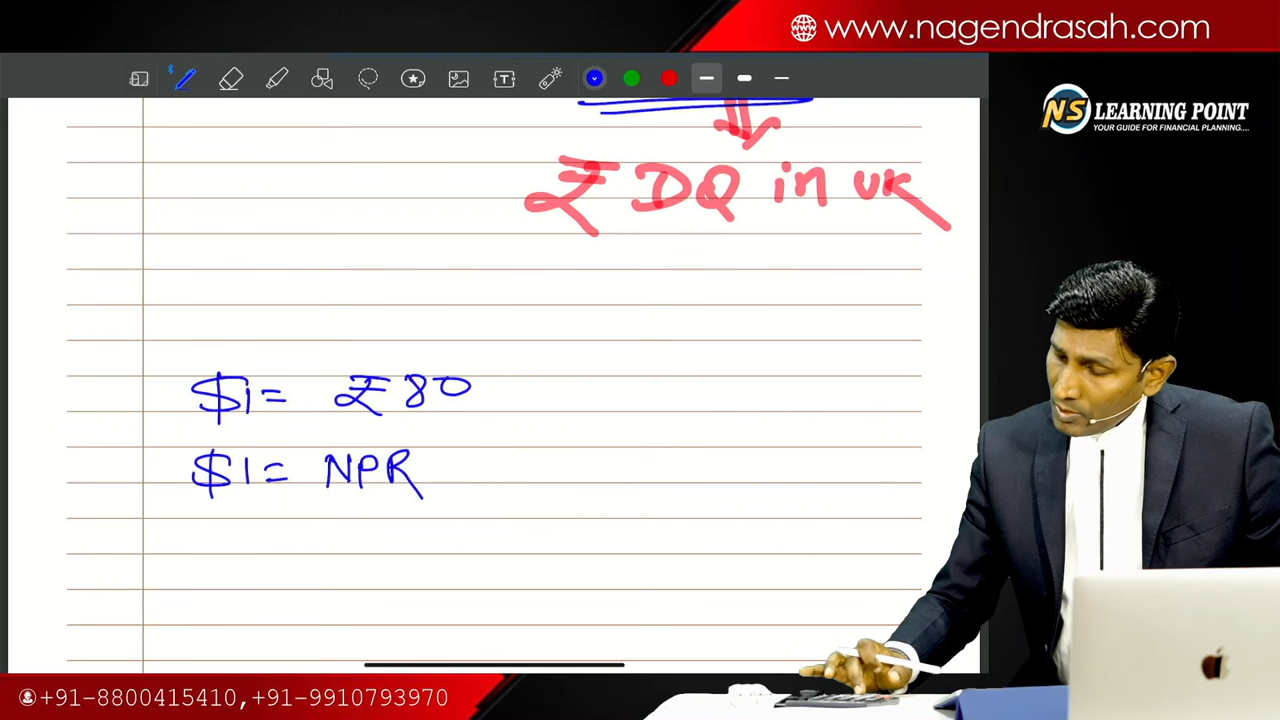 www.nagendrasah.com
NS LEARNING POINT
YOUR GUIDE FOR FINANCIAL PLANNING....
₹ DQ in UK
$1= ₹80
$1= NPR
+91-8800415410,+91-9910793970